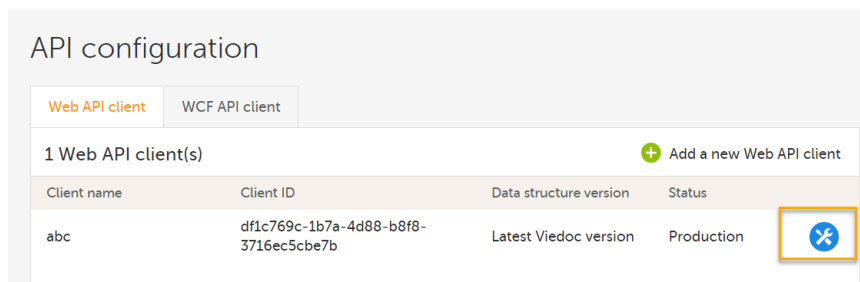 API configuration
Web API client WCF API client
1 Web API client(s) Add a new Web API client
Client name Client ID Data structure version Status
abc df1c769c-1b7a-4d88-b8f8- Latest Viedoc version Production
3716ec5cbe7b